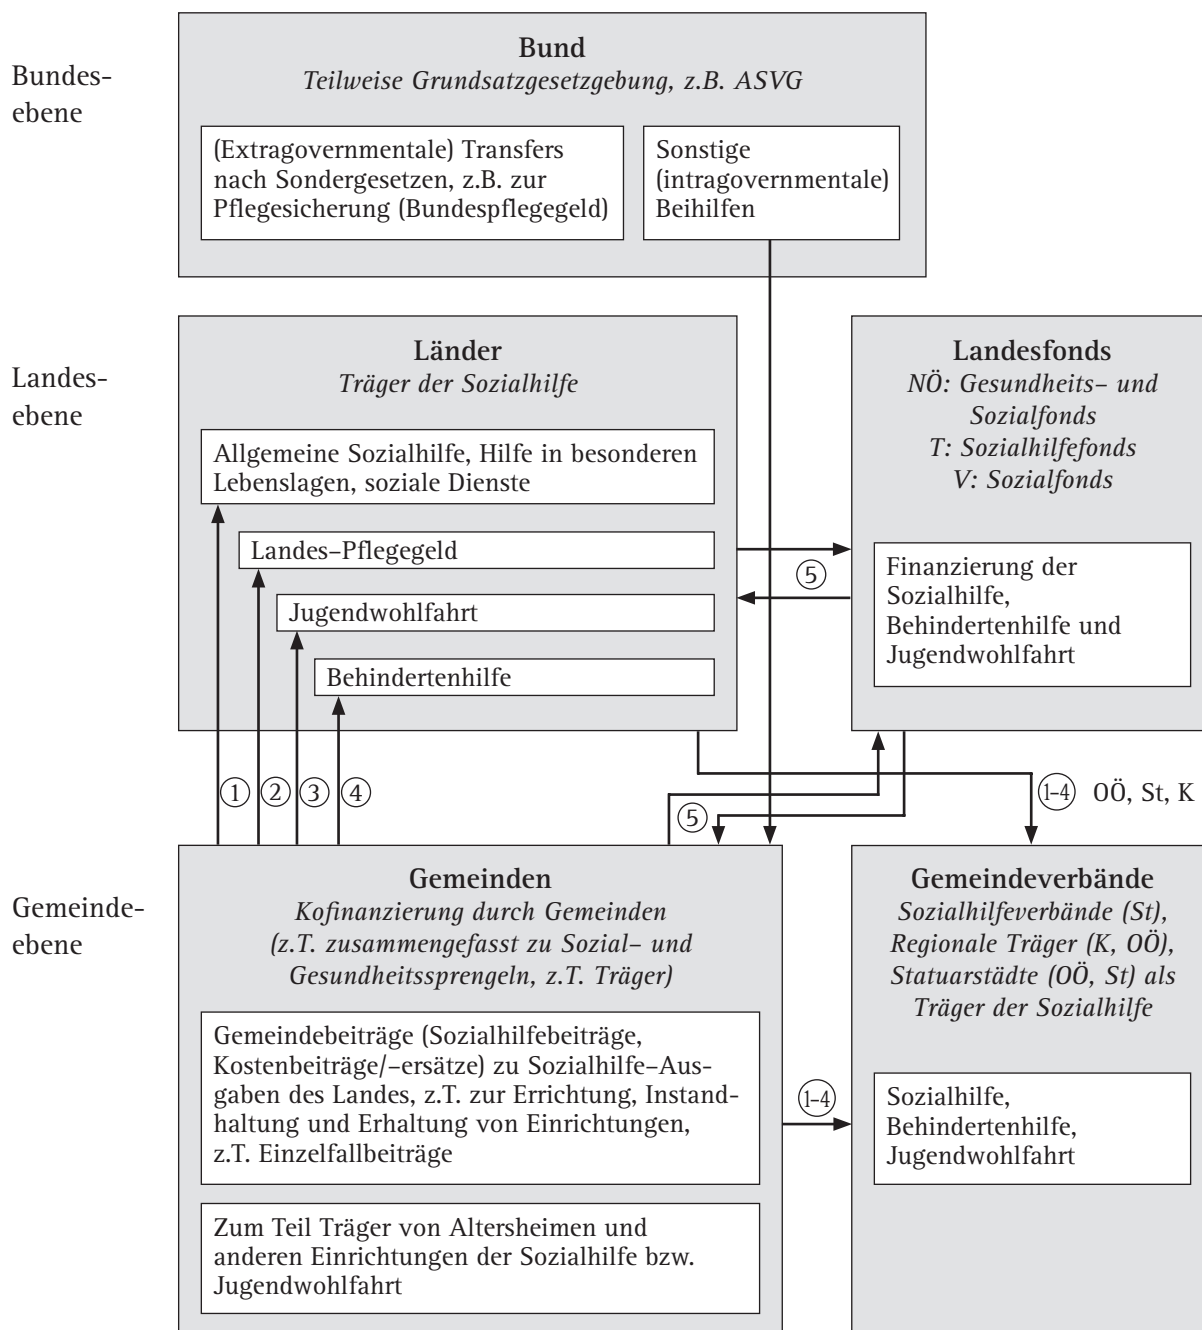 Bundes-
ebene
Bund
Teilweise Grundsatzgesetzgebung, z.B. ASVG
(Extragovernmentale) Transfers
nach Sondergesetzen, z.B. zur
Pflegesicherung (Bundespflegegeld)
Sonstige
(intragovernmentale)
Beihilfen
Landes-
ebene
Länder
Träger der Sozialhilfe
Allgemeine Sozialhilfe, Hilfe in besonderen
Lebenslagen, soziale Dienste
Landes-Pflegegeld
Jugendwohlfahrt
Behindertenhilfe
5
Landesfonds
NÖ: Gesundheits- und
Sozialfonds
T: Sozialhilfefonds
V: Sozialfonds
Finanzierung der
Sozialhilfe,
Behindertenhilfe und
Jugendwohlfahrt
1 2 3 4
5
1-4 OÖ, St, K
Gemeinde-
ebene
Gemeinden
Kofinanzierung durch Gemeinden
(z.T. zusammengefasst zu Sozial- und
Gesundheitssprengeln, z.T. Träger)
Gemeindebeiträge (Sozialhilfebeiträge,
Kostenbeiträge/-ersätze) zu Sozialhilfe-Aus-
gaben des Landes, z.T. zur Errichtung, Instand-
haltung und Erhaltung von Einrichtungen,
z.T. Einzelfallbeiträge
Zum Teil Träger von Altersheimen und
anderen Einrichtungen der Sozialhilfe bzw.
Jugendwohlfahrt
1-4
Gemeindeverbände
Sozialhilfeverbände (St),
Regionale Träger (K, OÖ),
Statuarstädte (OÖ, St) als
Träger der Sozialhilfe
Sozialhilfe,
Behindertenhilfe,
Jugendwohlfahrt